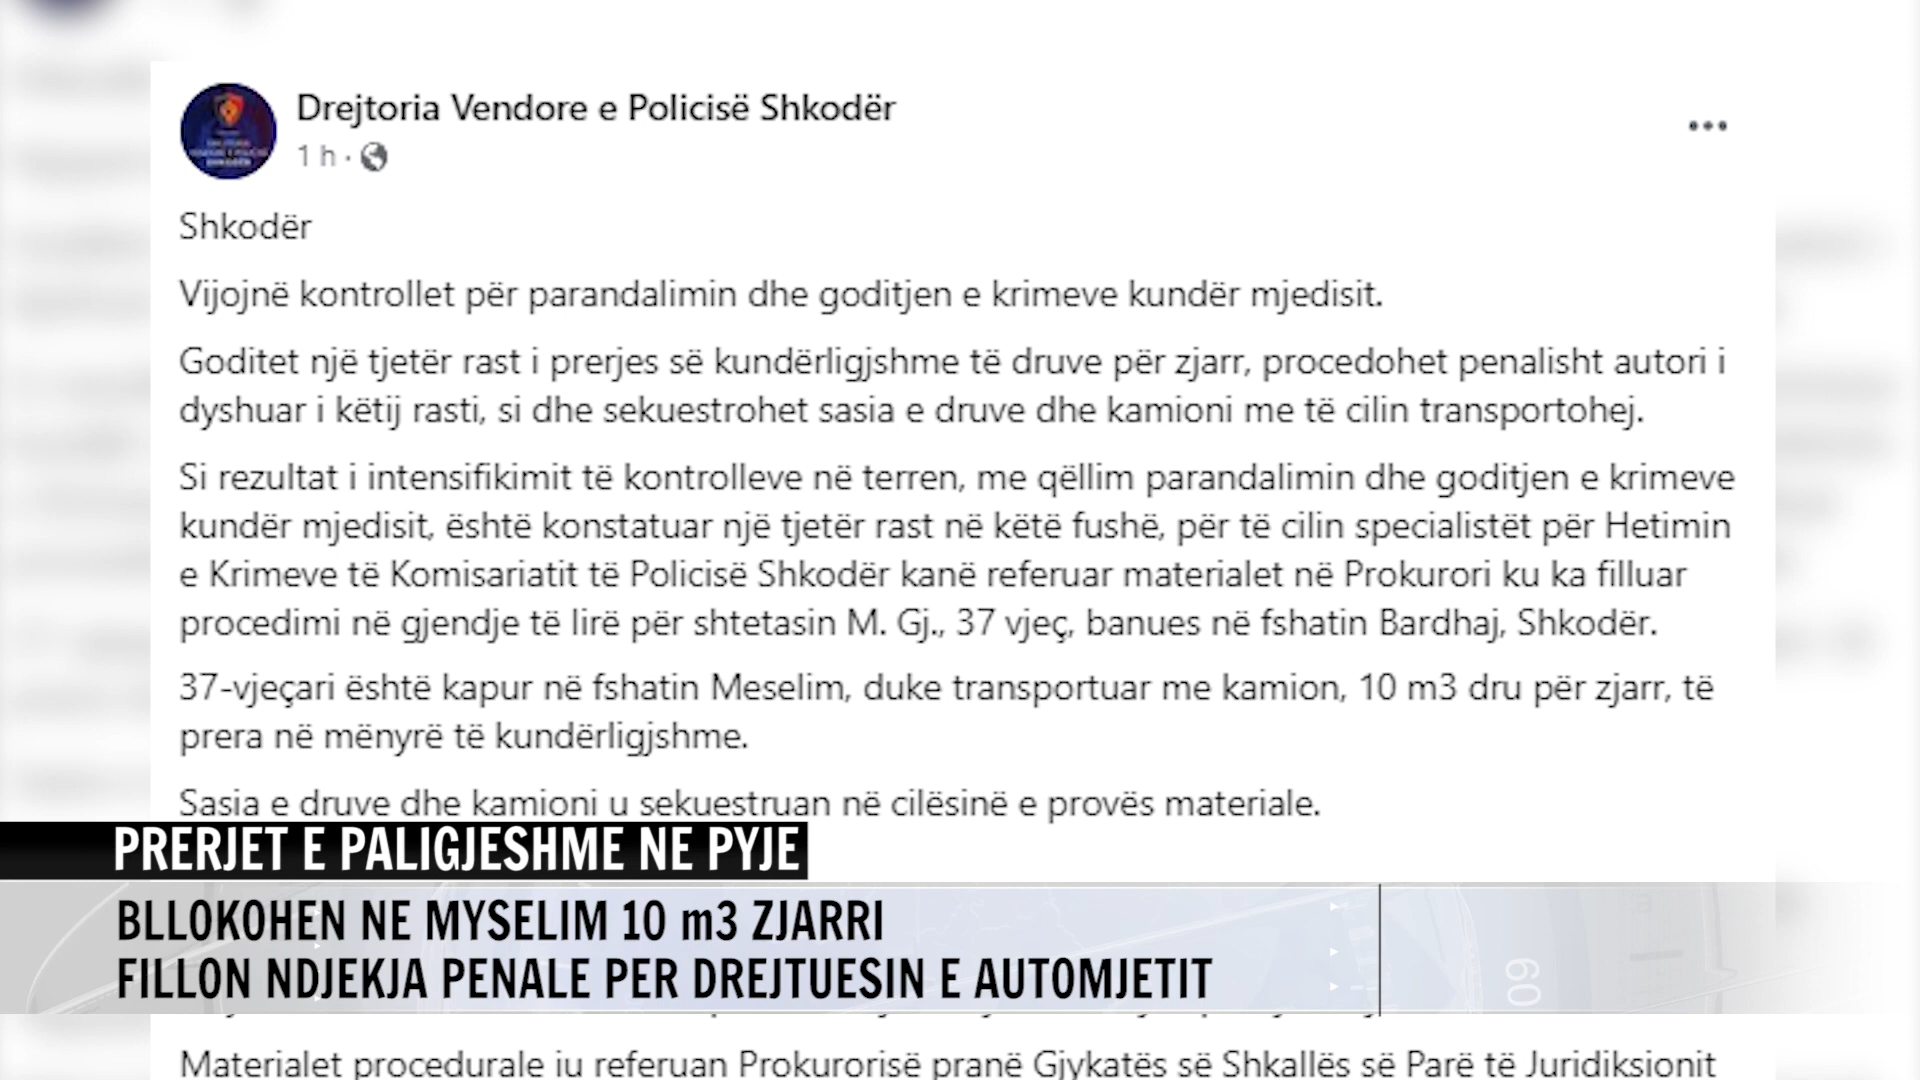 Drejtoria Vendore e Policisë Shkodër
1 h ·
Shkodër
Vijojnë kontrollet për parandalimin dhe goditjen e krimeve kundër mjedisit.
Goditet një tjetër rast i prerjes së kundërligjshme të druve për zjarr, procedohet penalisht autori i
dyshuar i këtij rasti, si dhe sekuestrohet sasia e druve dhe kamioni me të cilin transportohej.
Si rezultat i intensifikimit të kontrolleve në terren, me qëllim parandalimin dhe goditjen e krimeve
kundër mjedisit, është konstatuar një tjetër rast në këtë fushë, për të cilin specialistët për Hetimin
e Krimeve të Komisariatit të Policisë Shkodër kanë referuar materialet në Prokurori ku ka filluar
procedimi në gjendje të lirë për shtetasin M. Gj., 37 vjeç, banues në fshatin Bardhaj, Shkodër.
37-vjeçari është kapur në fshatin Meselim, duke transportuar me kamion, 10 m3 dru për zjarr, të
prera në mënyrë të kundërligjshme.
Sasia e druve dhe kamioni u sekuestruan në cilësinë e provës materiale.
PRERJET E PALIGJESHME NE PYJE
BLLOKOHEN NE MYSELIM 10 m3 ZJARRI
FILLON NDJEKJA PENALE PER DREJTUESIN E AUTOMJETIT
09
Materialet procedurale iu referuan Prokurorisë pranë Gjykatës së Shkallës së Parë të Juridiksionit